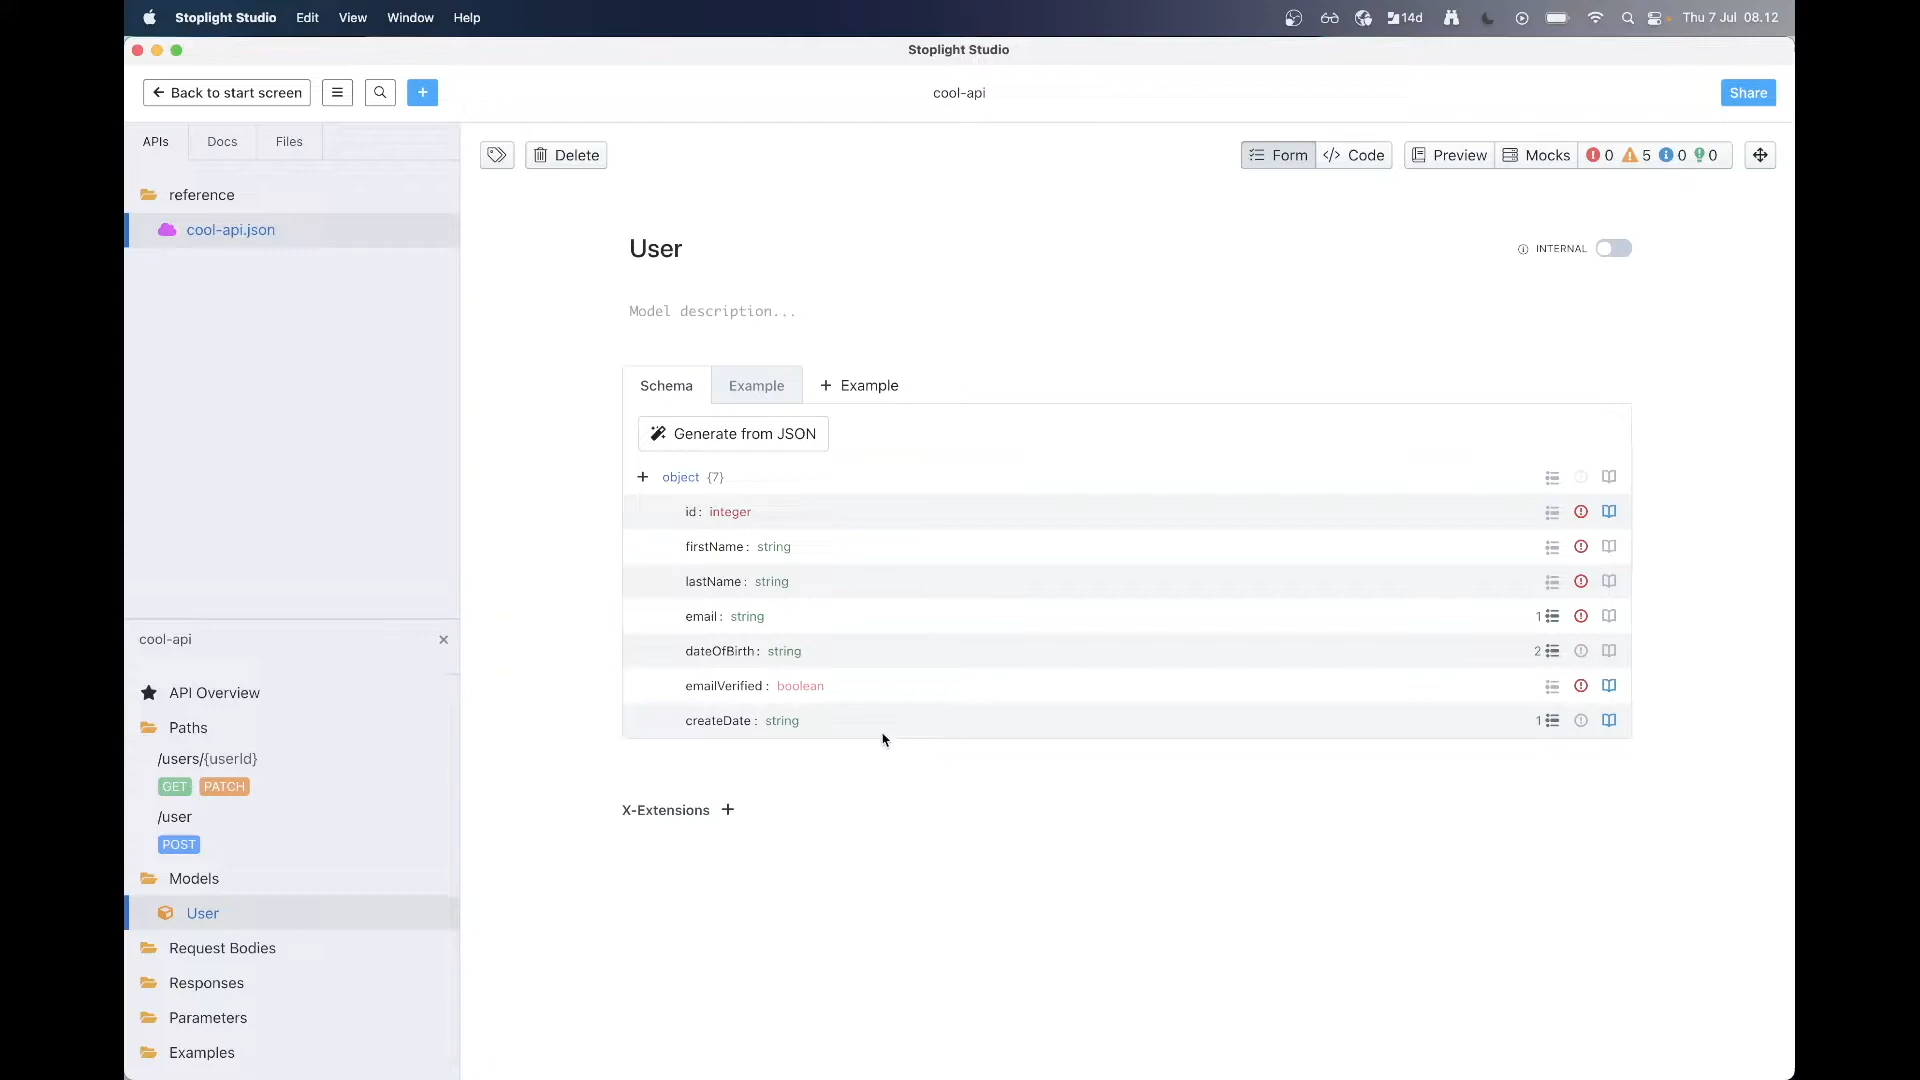 Stoplight Studio Edit View Window Help 14d Thu 7 Jul 08.12
Stoplight Studio
Back to start screen cool-api Share
APIs Docs Files
Delete Form </> Code Preview Mocks 0 5 0 0
reference
cool-api.json
User INTERNAL
Model description...
Schema Example + Example
Generate from JSON
+ object {7}
id: integer
firstName: string
lastName: string
email: string 1
dateOfBirth: string 2
emailVerified: boolean
createDate: string 1
X-Extensions +
cool-api
API Overview
Paths
/users/{userId}
GET PATCH
/user
POST
Models
User
Request Bodies
Responses
Parameters
Examples